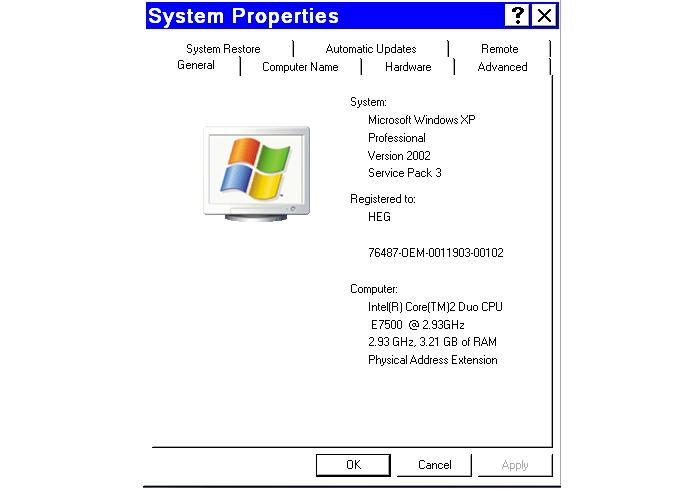 System Properties
System Restore Automatic Updates Remote
General Computer Name Hardware Advanced
System:
Microsoft Windows XP
Professional
Version 2002
Service Pack 3
Registered to:
HEG
76487-OEM-0011903-00102
Computer:
Intel(R) Core(TM)2 Duo CPU
E7500 @ 2.93GHz
2.93 GHz, 3.21 GB of RAM
Physical Address Extension
OK Cancel Apply